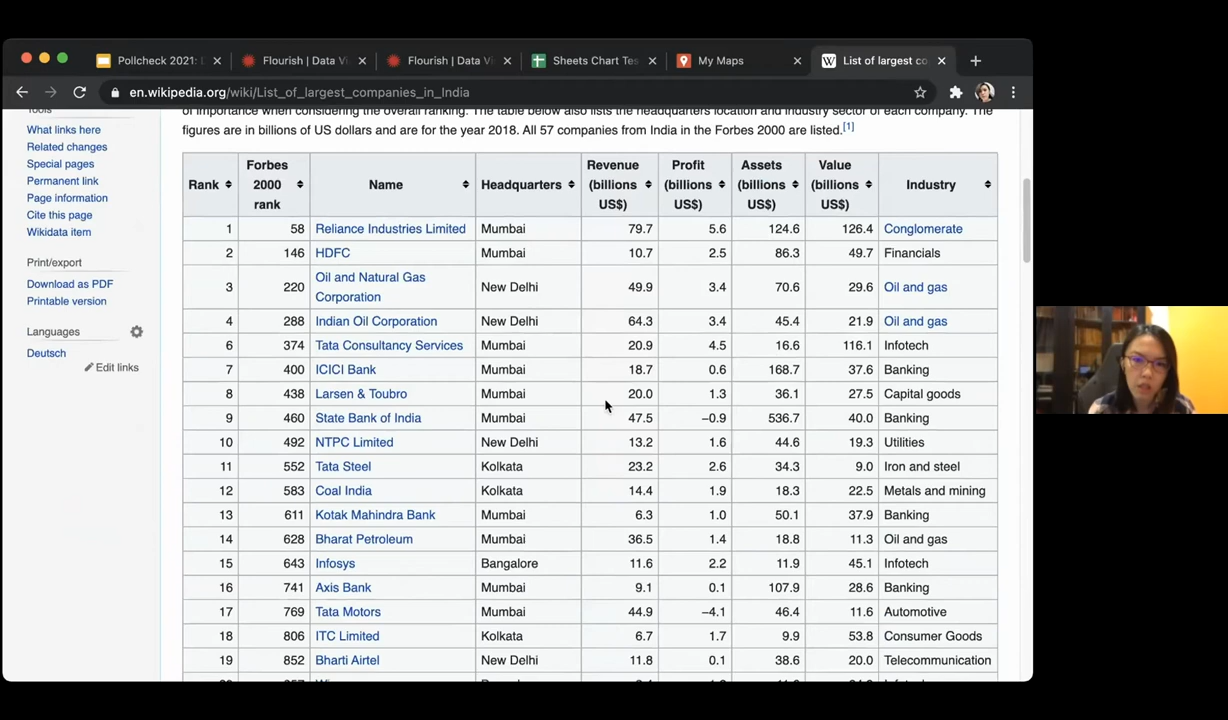 Pollcheck 2021:
Flourish | Data Vi
Flourish | Data Vi
Sheets Chart Tes
My Maps
List of largest co
en.wikipedia.org/wiki/List_of_largest_companies_in_India
Tools
What links here
Related changes
Special pages
Permanent link
Page information
Cite this page
Wikidata item
Print/export
Download as PDF
Printable version
Languages
Deutsch
Edit links
of importance when considering the overall ranking. The table below also lists the headquarters location and industry sector of each company. The
figures are in billions of US dollars and are for the year 2018. All 57 companies from India in the Forbes 2000 are listed.[1]
Rank Forbes 2000 rank Name Headquarters Revenue (billions US$) Profit (billions US$) Assets (billions US$) Value (billions US$) Industry
1 58 Reliance Industries Limited Mumbai 79.7 5.6 124.6 126.4 Conglomerate
2 146 HDFC Mumbai 10.7 2.5 86.3 49.7 Financials
3 220 Oil and Natural Gas Corporation New Delhi 49.9 3.4 70.6 29.6 Oil and gas
4 288 Indian Oil Corporation New Delhi 64.3 3.4 45.4 21.9 Oil and gas
6 374 Tata Consultancy Services Mumbai 20.9 4.5 16.6 116.1 Infotech
7 400 ICICI Bank Mumbai 18.7 0.6 168.7 37.6 Banking
8 438 Larsen & Toubro Mumbai 20.0 1.3 36.1 27.5 Capital goods
9 460 State Bank of India Mumbai 47.5 −0.9 536.7 40.0 Banking
10 492 NTPC Limited New Delhi 13.2 1.6 44.6 19.3 Utilities
11 552 Tata Steel Kolkata 23.2 2.6 34.3 9.0 Iron and steel
12 583 Coal India Kolkata 14.4 1.9 18.3 22.5 Metals and mining
13 611 Kotak Mahindra Bank Mumbai 6.3 1.0 50.1 37.9 Banking
14 628 Bharat Petroleum Mumbai 36.5 1.4 18.8 11.3 Oil and gas
15 643 Infosys Bangalore 11.6 2.2 11.9 45.1 Infotech
16 741 Axis Bank Mumbai 9.1 0.1 107.9 28.6 Banking
17 769 Tata Motors Mumbai 44.9 −4.1 46.4 11.6 Automotive
18 806 ITC Limited Kolkata 6.7 1.7 9.9 53.8 Consumer Goods
19 852 Bharti Airtel New Delhi 11.8 0.1 38.6 20.0 Telecommunication